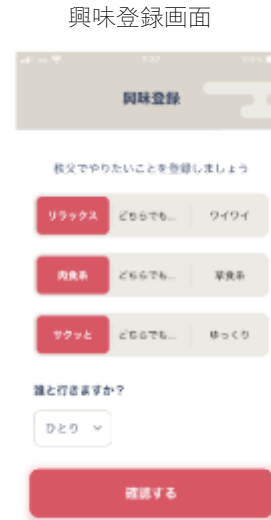 興味登録画面
興味登録
秩父でやりたいことを登録しましょう
リラックス どちらでも... ワイワイ
肉食系 どちらでも... 草食系
サクッと どちらでも... ゆっくり
誰と行きますか？
ひとり
確認する